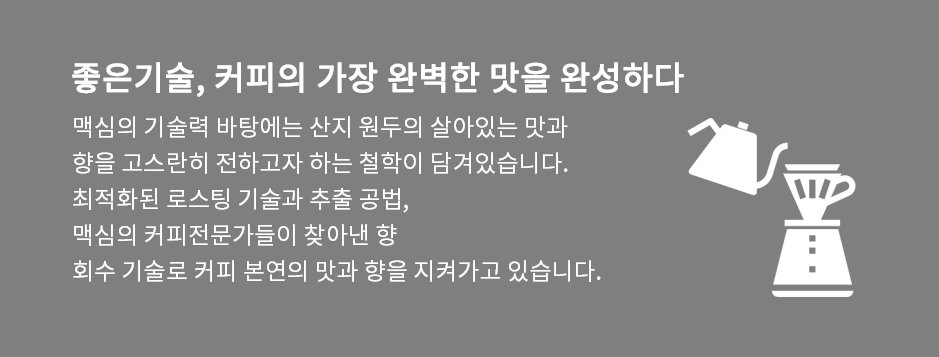 좋은기술, 커피의 가장 완벽한 맛을 완성하다
맥심의 기술력 바탕에는 산지 원두의 살아있는 맛과
향을 고스란히 전하고자 하는 철학이 담겨있습니다.
최적화된 로스팅 기술과 추출 공법,
맥심의 커피전문가들이 찾아낸 향
회수 기술로 커피 본연의 맛과 향을 지켜가고 있습니다.